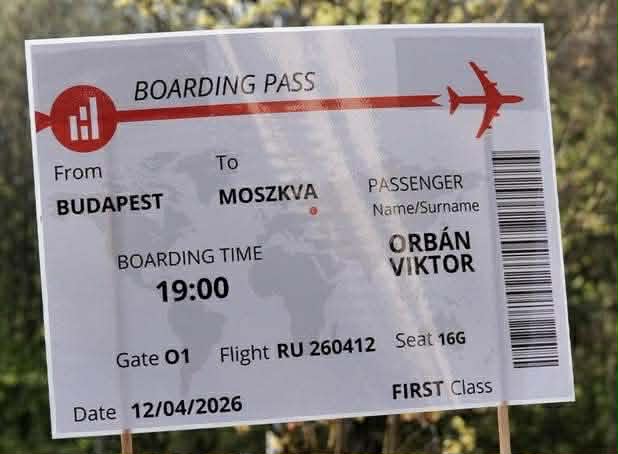 BOARDING PASS
From
BUDAPEST
To
MOSZKVA
PASSENGER
Name/Surname
ORBÁN
VIKTOR
BOARDING TIME
19:00
Gate O1 Flight RU 260412 Seat 16G
Date 12/04/2026
FIRST Class